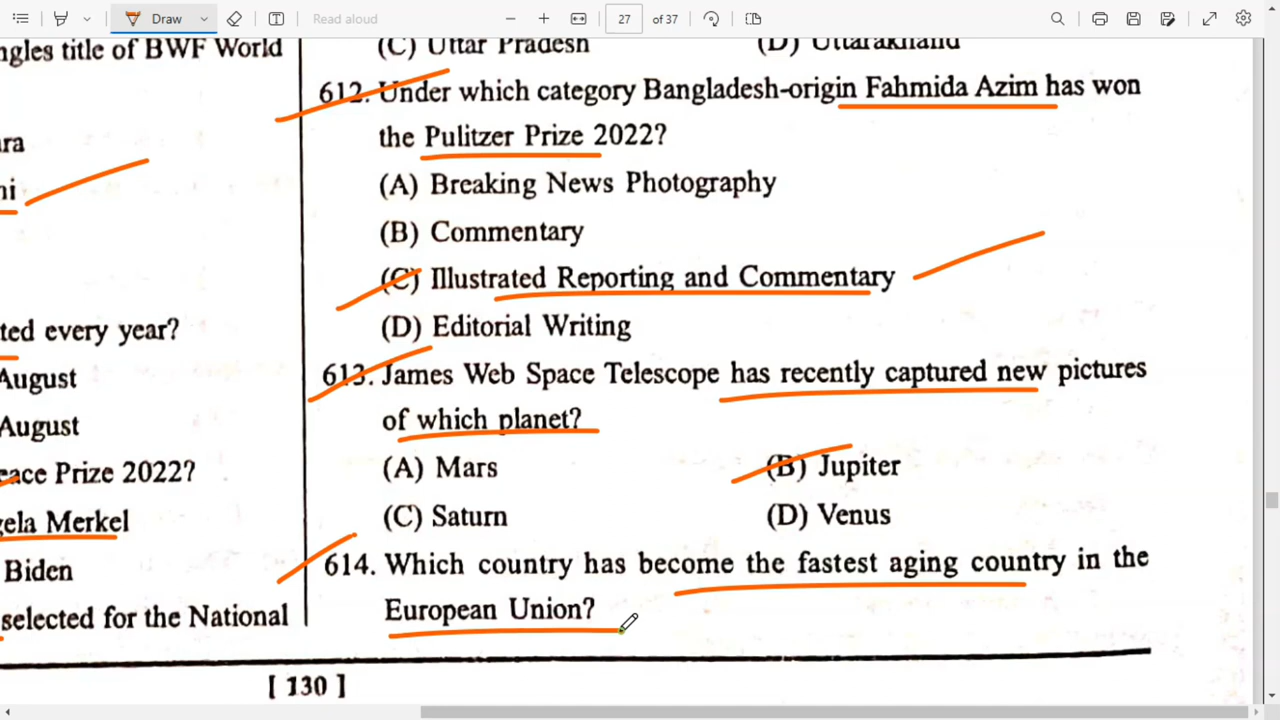 Draw
Read aloud
27 of 37
ngles title of BWF World
ted every year?
August
August
Peace Prize 2022?
gela Merkel
Biden
selected for the National
(C) Uttar Pradesh (D) Uttarakhand
612. Under which category Bangladesh-origin Fahmida Azim has won
the Pulitzer Prize 2022?
(A) Breaking News Photography
(B) Commentary
(C) Illustrated Reporting and Commentary
(D) Editorial Writing
613. James Web Space Telescope has recently captured new pictures
of which planet?
(A) Mars (B) Jupiter
(C) Saturn (D) Venus
614. Which country has become the fastest aging country in the
European Union?
[ 130 ]